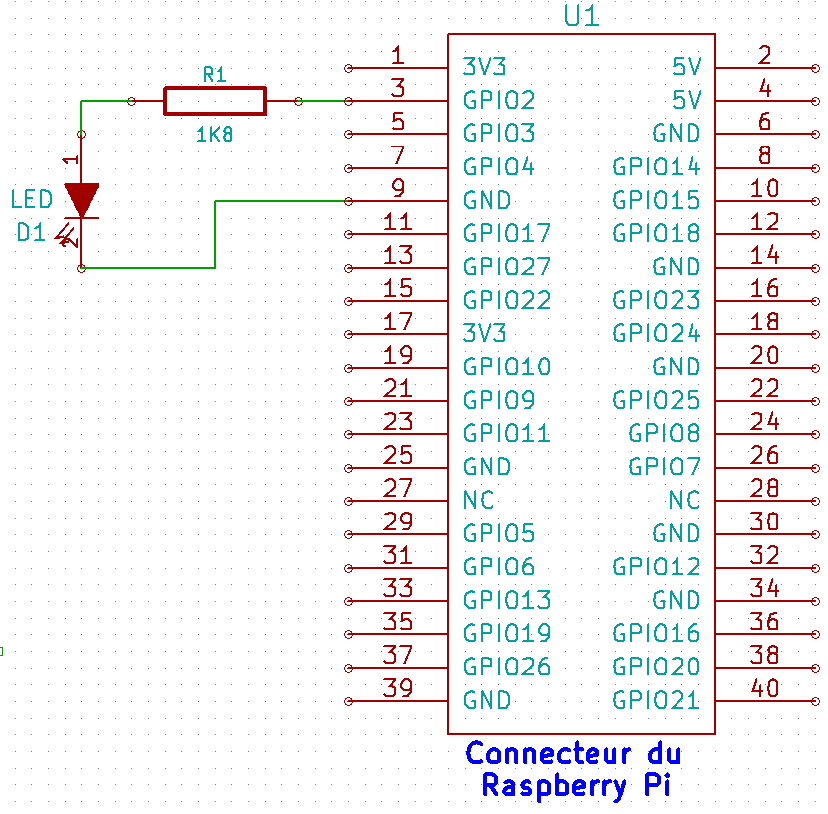 U1
1 3V3 5V 2
R1
3 GPIO2 5V 4
1K8
5 GPIO3 GND 6
1
7 GPIO4 GPIO14 8
LED
9 GND GPIO15 10
D1
2
11 GPIO17 GPIO18 12
13 GPIO27 GND 14
15 GPIO22 GPIO23 16
17 3V3 GPIO24 18
19 GPIO10 GND 20
21 GPIO9 GPIO25 22
23 GPIO11 GPIO8 24
25 GND GPIO7 26
27 NC NC 28
29 GPIO5 GND 30
31 GPIO6 GPIO12 32
33 GPIO13 GND 34
35 GPIO19 GPIO16 36
37 GPIO26 GPIO20 38
39 GND GPIO21 40
Connecteur du
Raspberry Pi